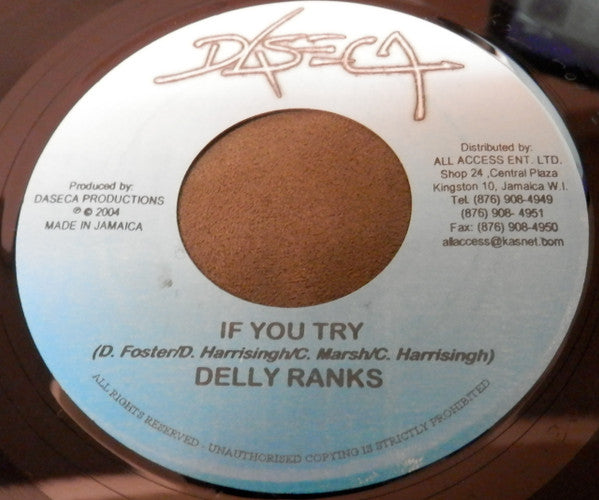 DASECA
Produced by:
DASECA PRODUCTIONS
℗ © 2004
MADE IN JAMAICA
Distributed by:
ALL ACCESS ENT. LTD.
Shop 24 ,Central Plaza
Kingston 10, Jamaica W.I.
Tel. (876) 908-4949
(876) 908- 4951
Fax: (876) 908-4950
allaccess@kasnet.com
IF YOU TRY
(D. Foster/D. Harrisingh/C. Marsh/C. Harrisingh)
DELLY RANKS
ALL RIGHTS RESERVED - UNAUTHORISED COPYING IS STRICTLY PROHIBITED